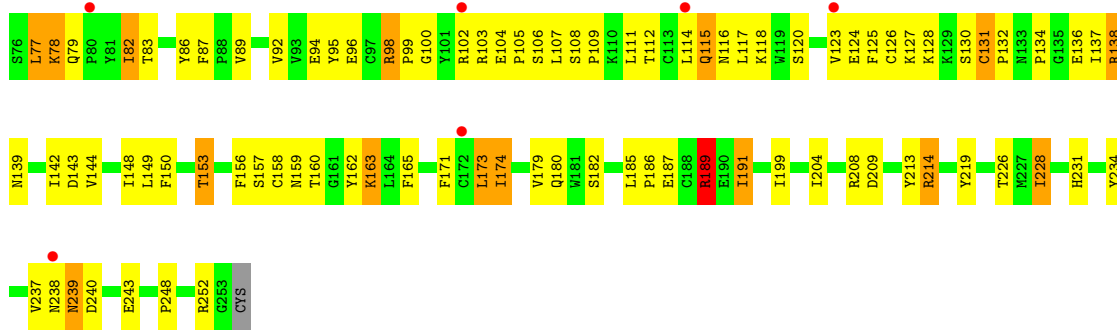 S76 L77 K78 Q79 P80 Y81 I82 T83 Y86 F87 P88 V89 V92 V93 E94 Y95 E96 C97 R98 P99 G100 Y101 R102 R103 E104 P105 S106 L107 S108 P109 K110 L111 T112 C113 L114 Q115 N116 L117 K118 W119 S120 V123 E124 F125 C126 K127 K128 K129 S130 C131 P132 N133 P134 G135 E136 I137 R138
N139 I142 D143 V144 I148 L149 F150 T153 F156 S157 C158 N159 T160 G161 Y162 K163 L164 F165 F171 C172 L173 I174 V179 Q180 W181 S182 L185 P186 E187 C188 R189 E190 I191 I199 I204 R208 D209 Y213 R214 Y219 T226 M227 I228 H231 Y234
V237 N238 N239 D240 E243 P248 R252 G253 CYS